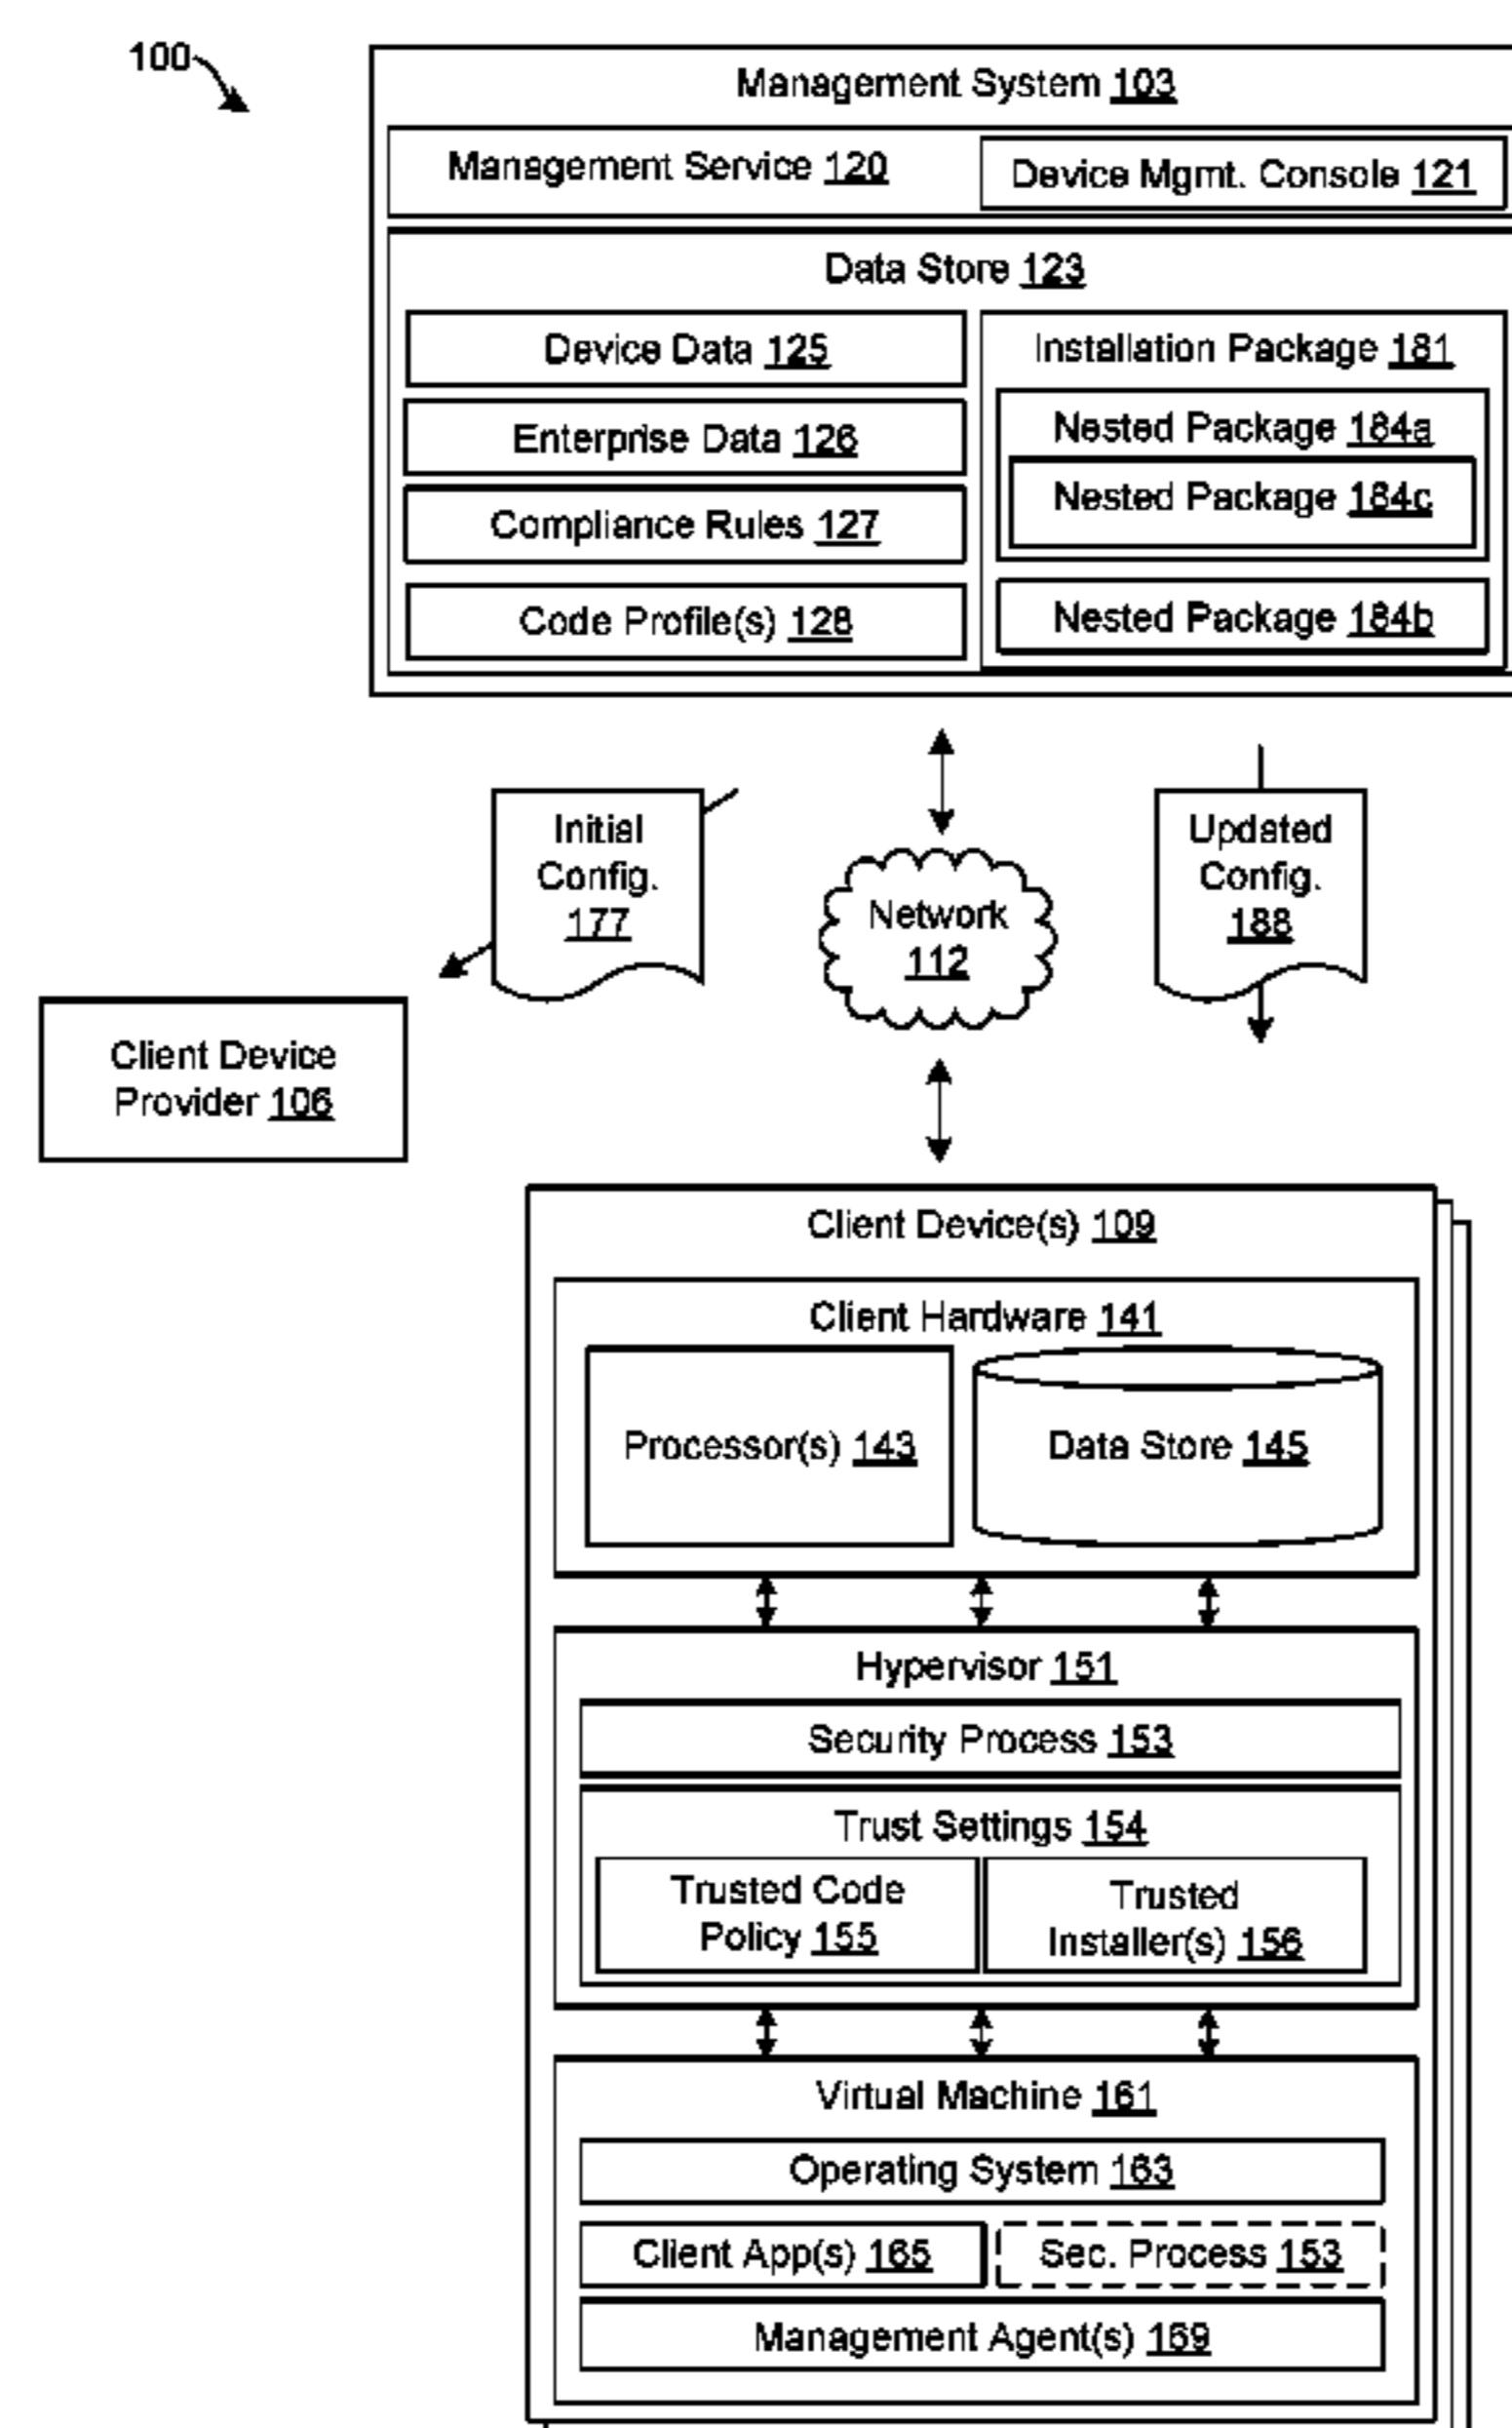 100
Management System 103
Management Service 120
Device Mgmt. Console 121
Data Store 123
Device Data 125
Enterprise Data 126
Compliance Rules 127
Code Profile(s) 128
Installation Package 181
Nested Package 184a
Nested Package 184c
Nested Package 184b
Initial
Config.
177
Network
112
Updated
Config.
188
Client Device
Provider 106
Client Device(s) 109
Client Hardware 141
Processor(s) 143
Data Store 145
Hypervisor 151
Security Process 153
Trust Settings 154
Trusted Code
Policy 155
Trusted
Installer(s) 156
Virtual Machine 161
Operating System 163
Client App(s) 165
Sec. Process 153
Management Agent(s) 169